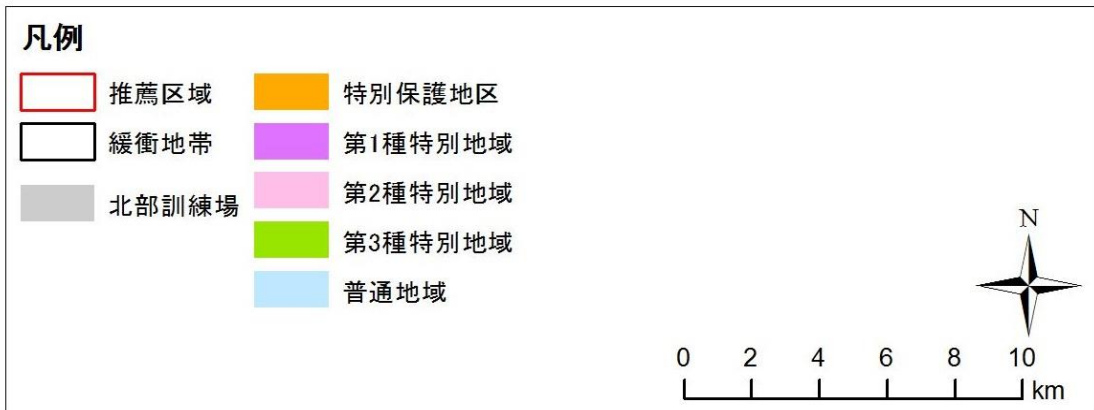 凡例
推薦区域
緩衝地帯
北部訓練場
特別保護地区
第1種特別地域
第2種特別地域
第3種特別地域
普通地域
N
0 2 4 6 8 10
km